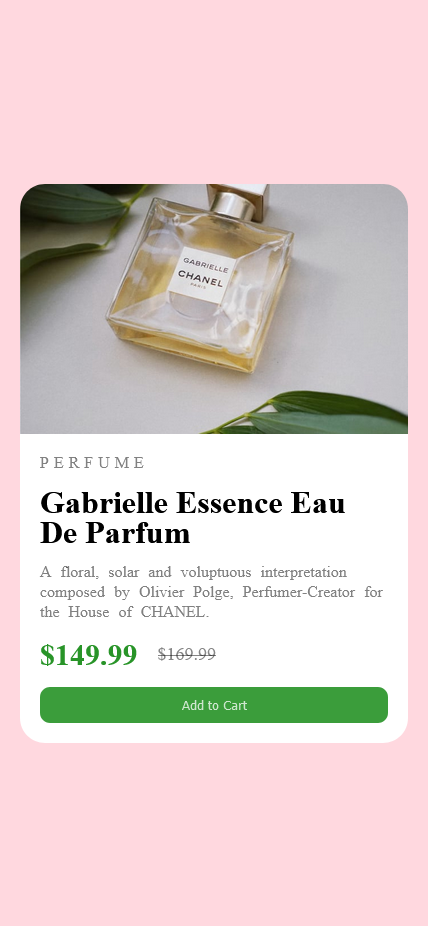 GABRIELLE
CHANEL
PARIS
PERFUME
Gabrielle Essence Eau
De Parfum
A floral, solar and voluptuous interpretation
composed by Olivier Polge, Perfumer-Creator for
the House of CHANEL.
$149.99 $169.99
Add to Cart